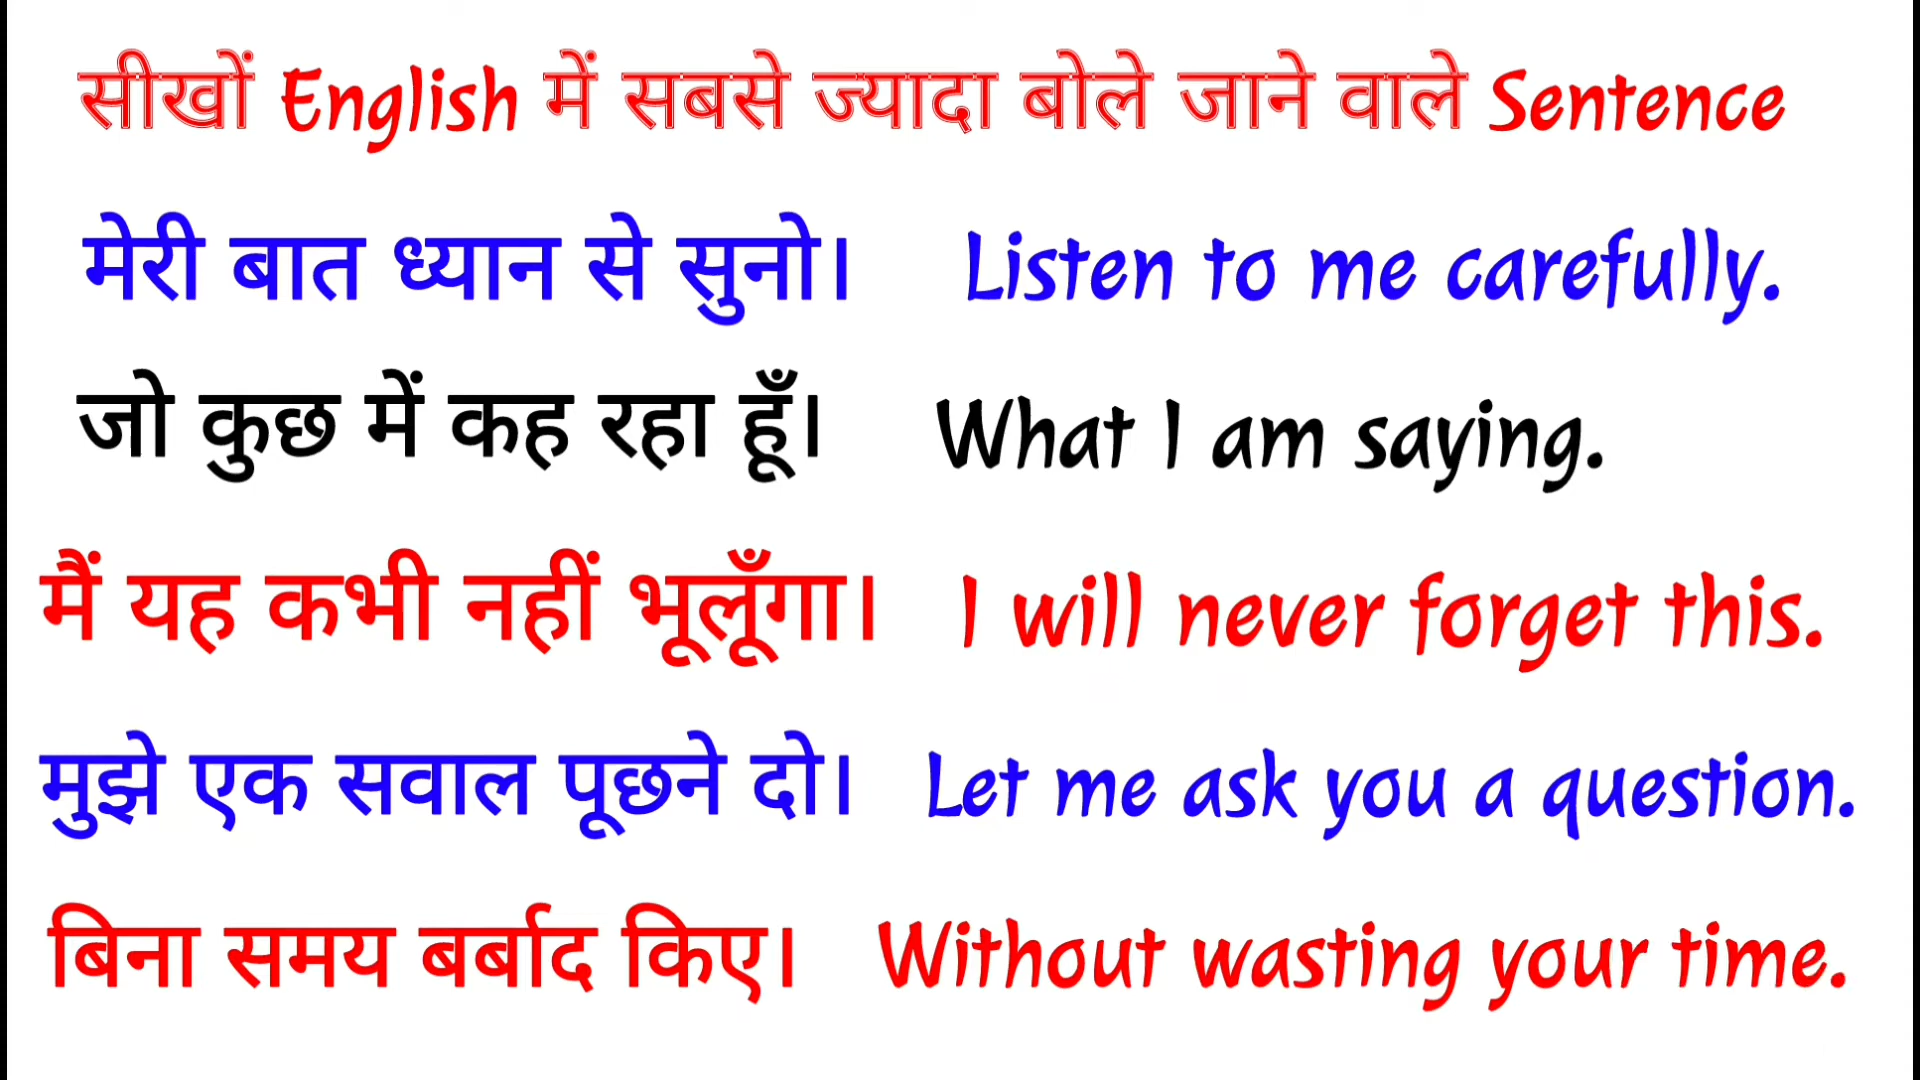 सीखों English में सबसे ज्यादा बोले जाने वाले Sentence
मेरी बात ध्यान से सुनो। Listen to me carefully.
जो कुछ में कह रहा हूँ। What I am saying.
मैं यह कभी नहीं भूलूँगा। I will never forget this.
मुझे एक सवाल पूछने दो। Let me ask you a question.
बिना समय बर्बाद किए। Without wasting your time.